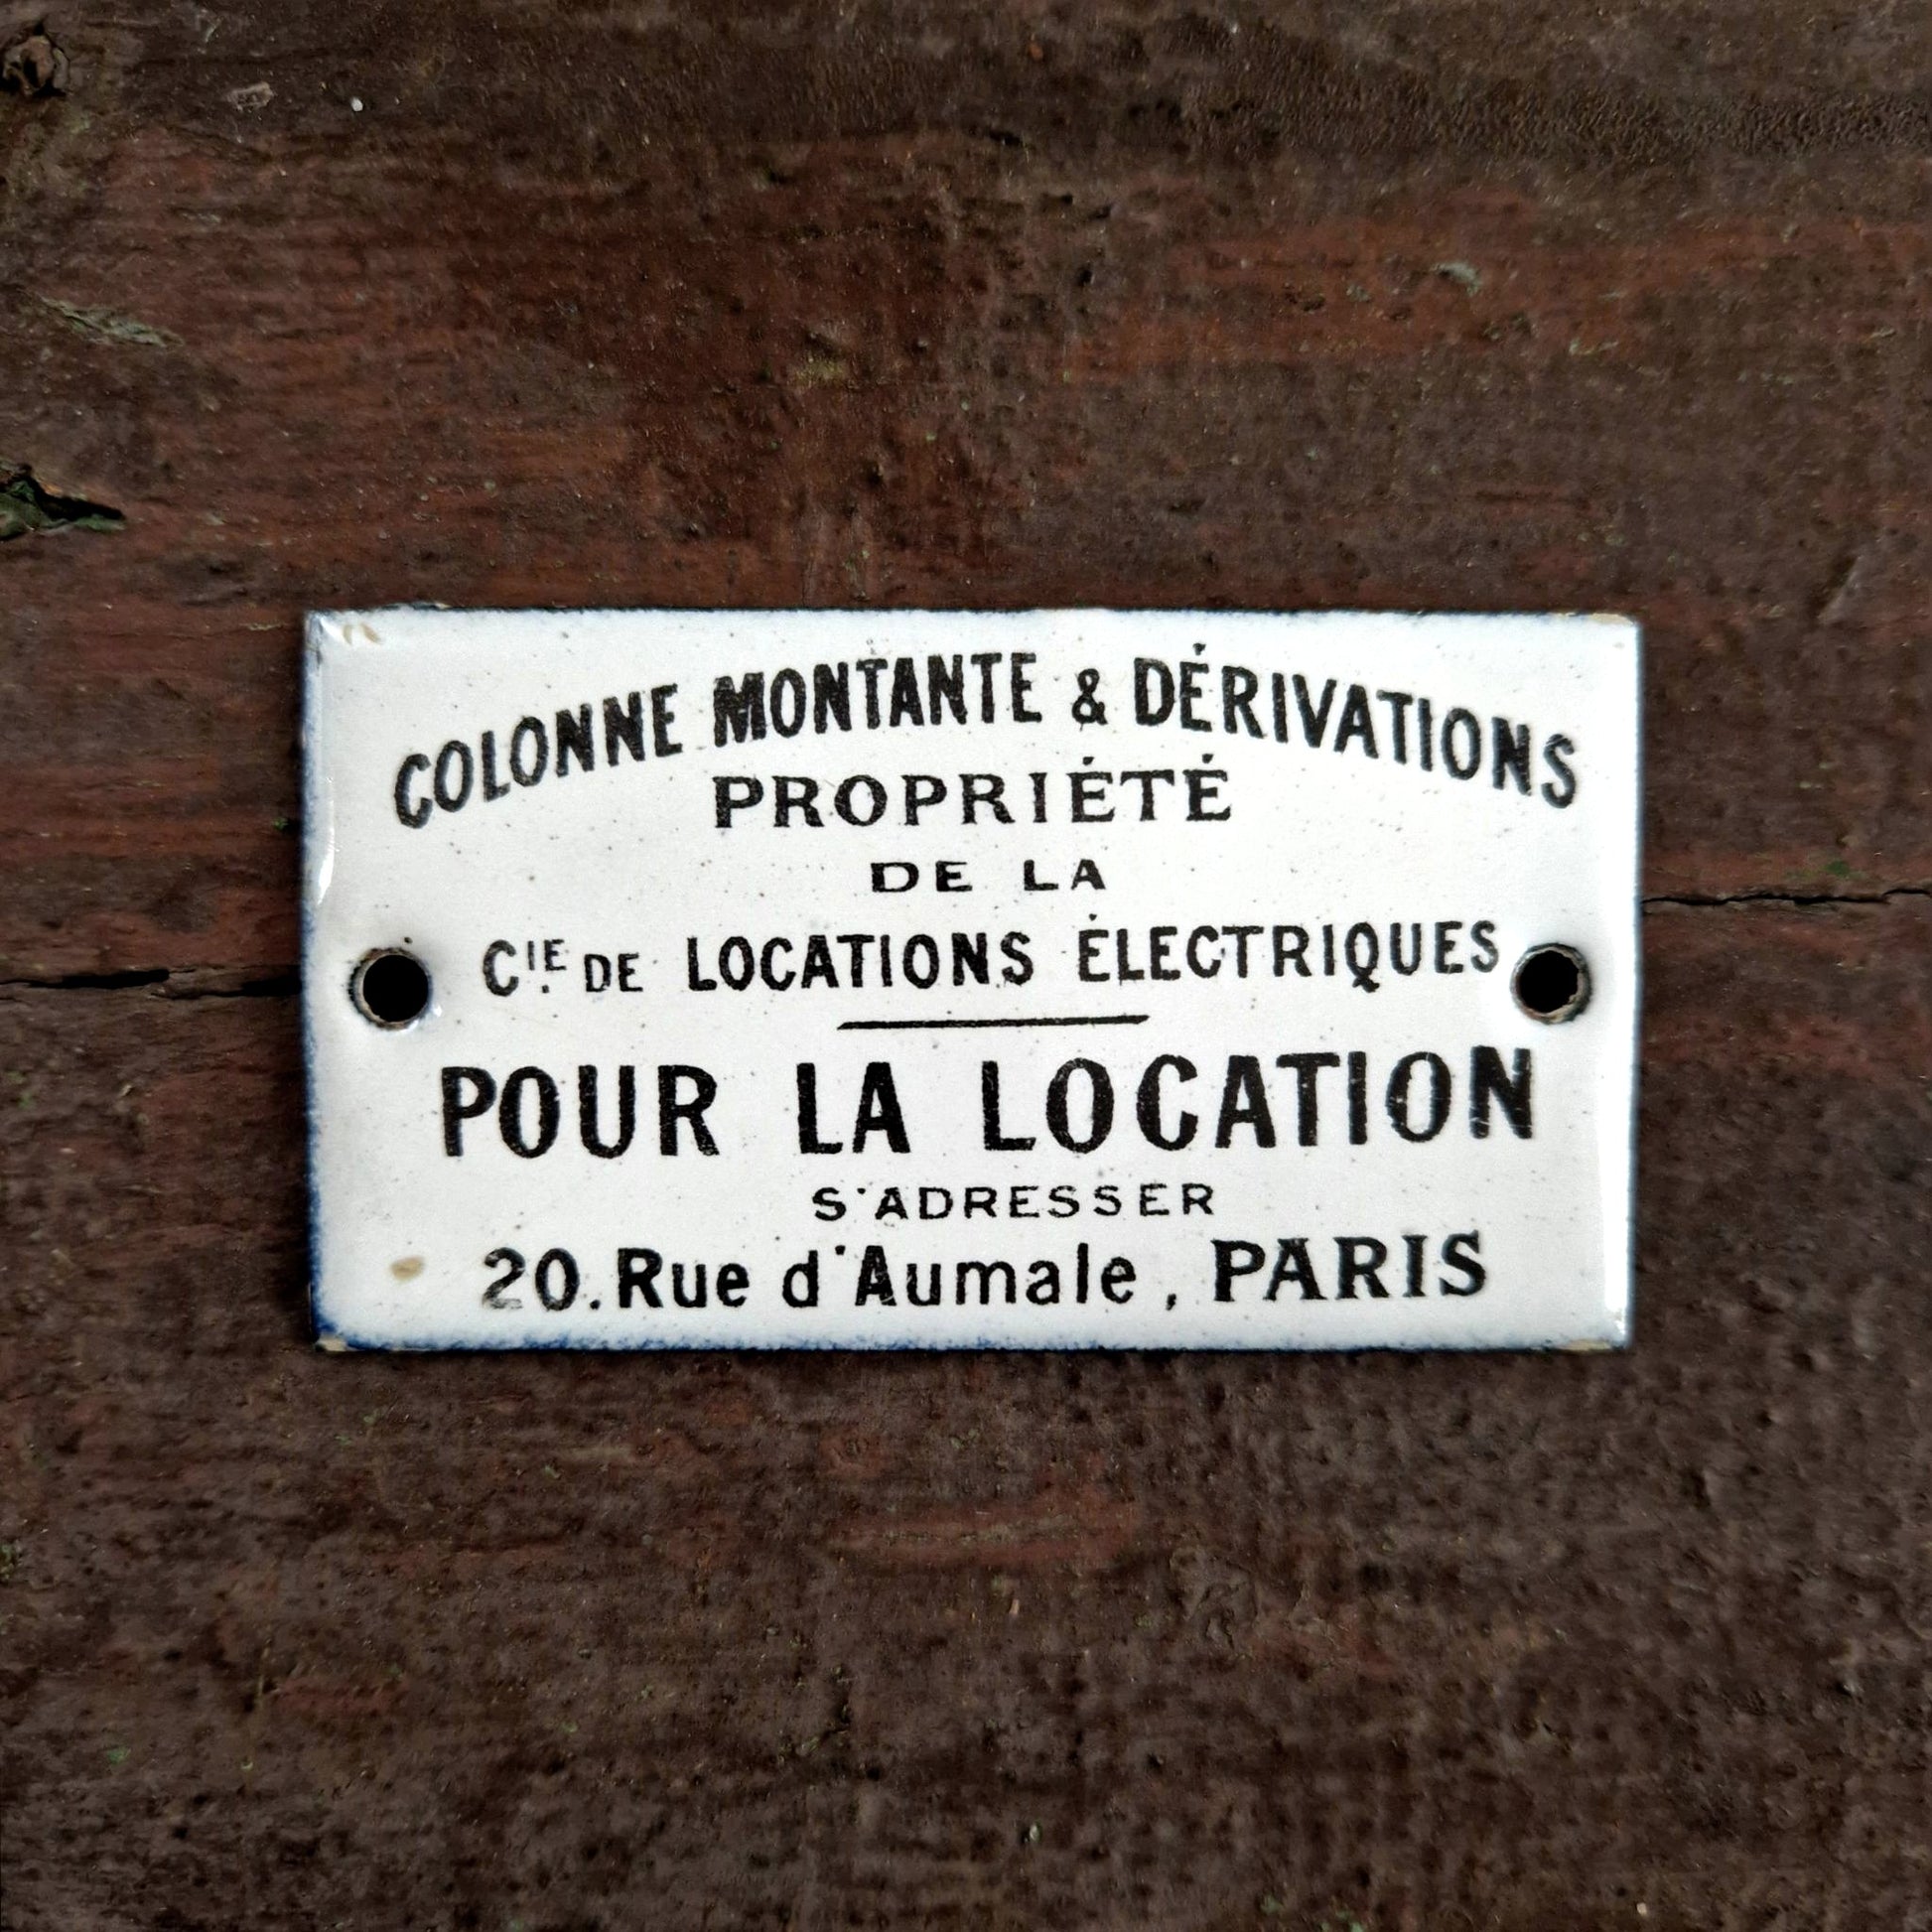 COLONNE MONTANTE & DÉRIVATIONS
PROPRIÉTÉ
DE LA
CIE. DE LOCATIONS ÉLECTRIQUES
POUR LA LOCATION
S'ADRESSER
20. Rue d'Aumale, PARIS